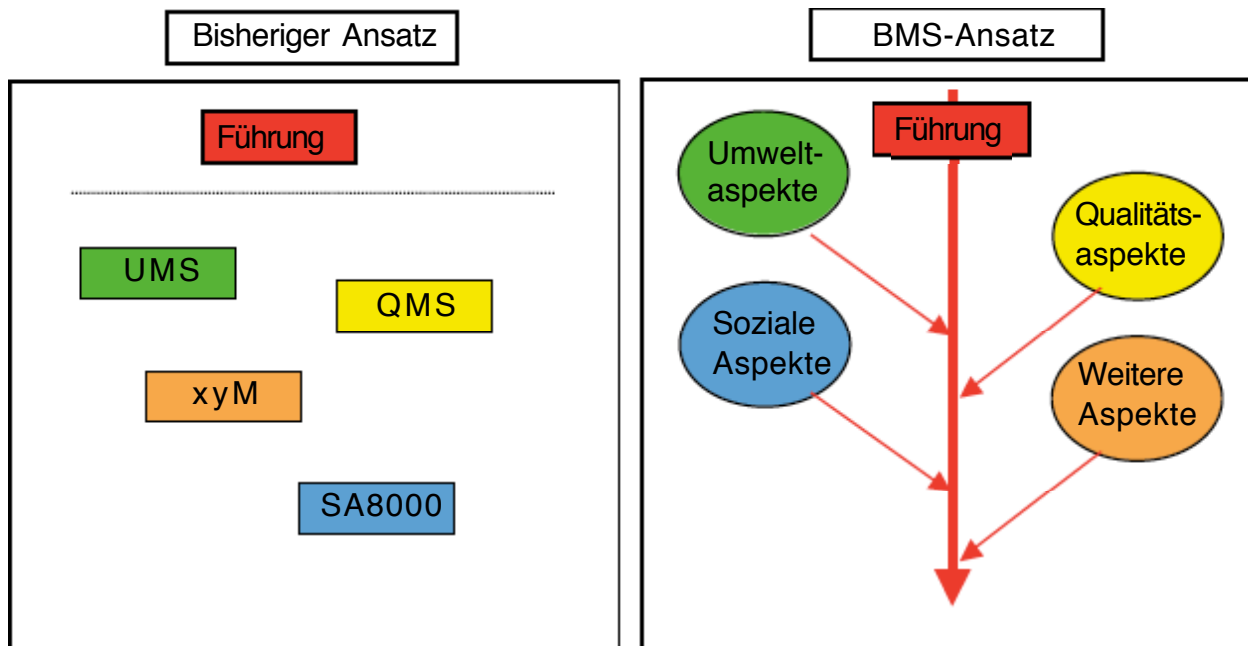 Bisheriger Ansatz
Führung
UMS
QMS
xyM
SA8000
BMS-Ansatz
Führung
Umwelt-
aspekte
Qualitäts-
aspekte
Soziale
Aspekte
Weitere
Aspekte